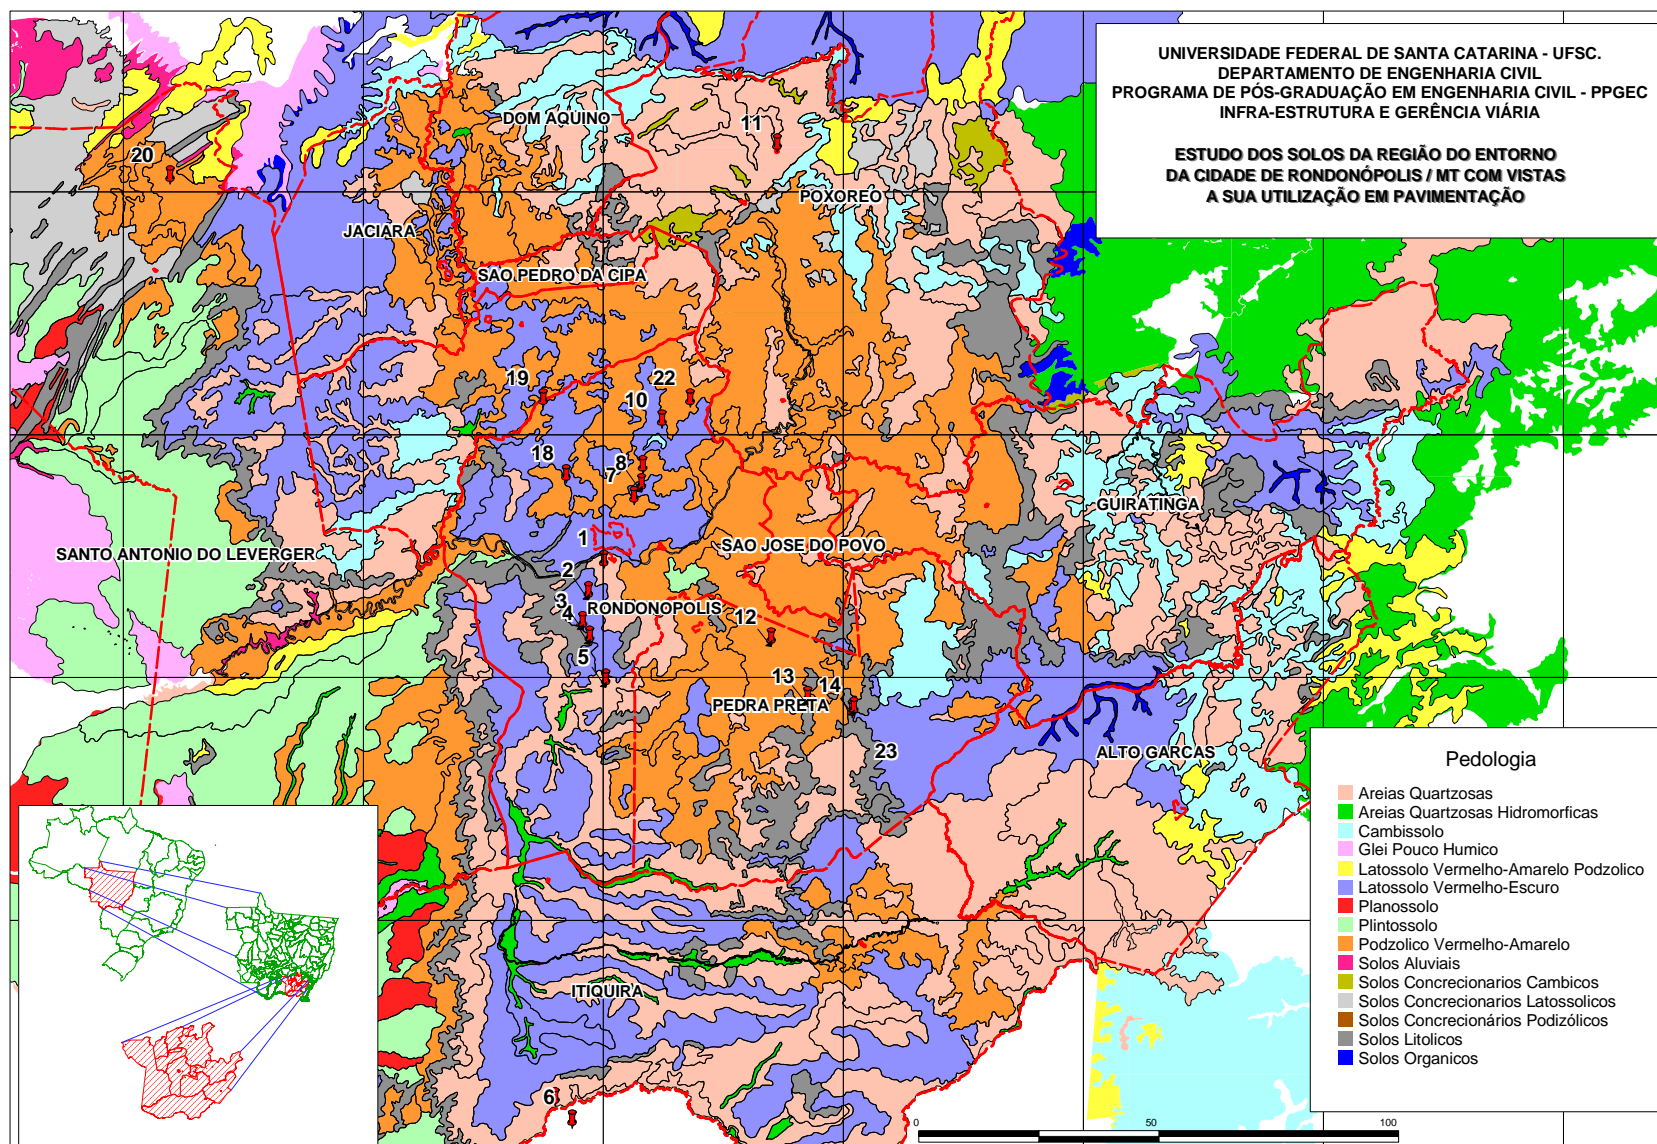 UNIVERSIDADE FEDERAL DE SANTA CATARINA - UFSC.
DEPARTAMENTO DE ENGENHARIA CIVIL
PROGRAMA DE PÓS-GRADUAÇÃO EM ENGENHARIA CIVIL - PPGEC
INFRA-ESTRUTURA E GERÊNCIA VIÁRIA
ESTUDO DOS SOLOS DA REGIÃO DO ENTORNO
DA CIDADE DE RONDONÓPOLIS / MT COM VISTAS
A SUA UTILIZAÇÃO EM PAVIMENTAÇÃO
DOM AQUINO
11
20
POXOREO
JACIARA
SAO PEDRO DA CIPA
19
22
10
18
8
7
GUIRATINGA
1
SAO JOSE DO POVO
SANTO ANTONIO DO LEVERGER
2
3
RONDONOPOLIS
4
12
5
13
14
PEDRA PRETA
23
ALTO GARCAS
ITIQUIRA
6
Pedologia
Areias Quartzosas
Areias Quartzosas Hidromorficas
Cambissolo
Glei Pouco Humico
Latossolo Vermelho-Amarelo Podzolico
Latossolo Vermelho-Escuro
Planossolo
Plintossolo
Podzolico Vermelho-Amarelo
Solos Aluviais
Solos Concrecionarios Cambicos
Solos Concrecionarios Latossolicos
Solos Concrecionários Podizólicos
Solos Litolicos
Solos Organicos
0 50 100